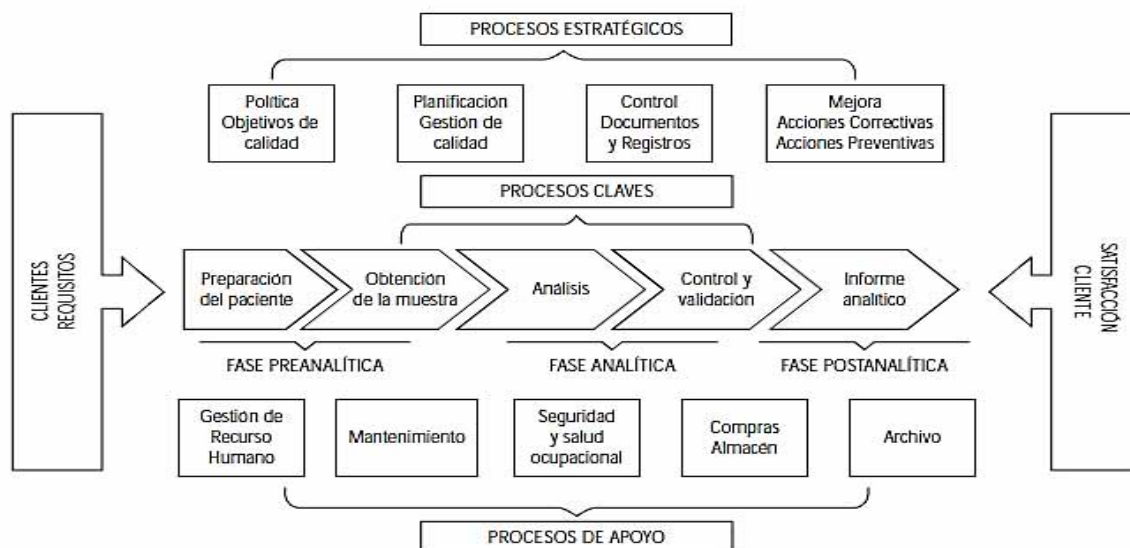 PROCESOS ESTRATÉGICOS
Política
Objetivos de
calidad
Planificación
Gestión de
calidad
Control
Documentos
y Registros
Mejora
Acciones Correctivas
Acciones Preventivas
PROCESOS CLAVES
CLIENTES
REQUISITOS
Preparación
del paciente
Obtención
de la muestra
Análisis
Control y
validación
Informe
analítico
SATISFACCIÓN
CLIENTE
FASE PREANALÍTICA
FASE ANALÍTICA
FASE POSTANALÍTICA
Gestión de
Recurso
Humano
Mantenimiento
Seguridad
y salud
ocupacional
Compras
Almacén
Archivo
PROCESOS DE APOYO